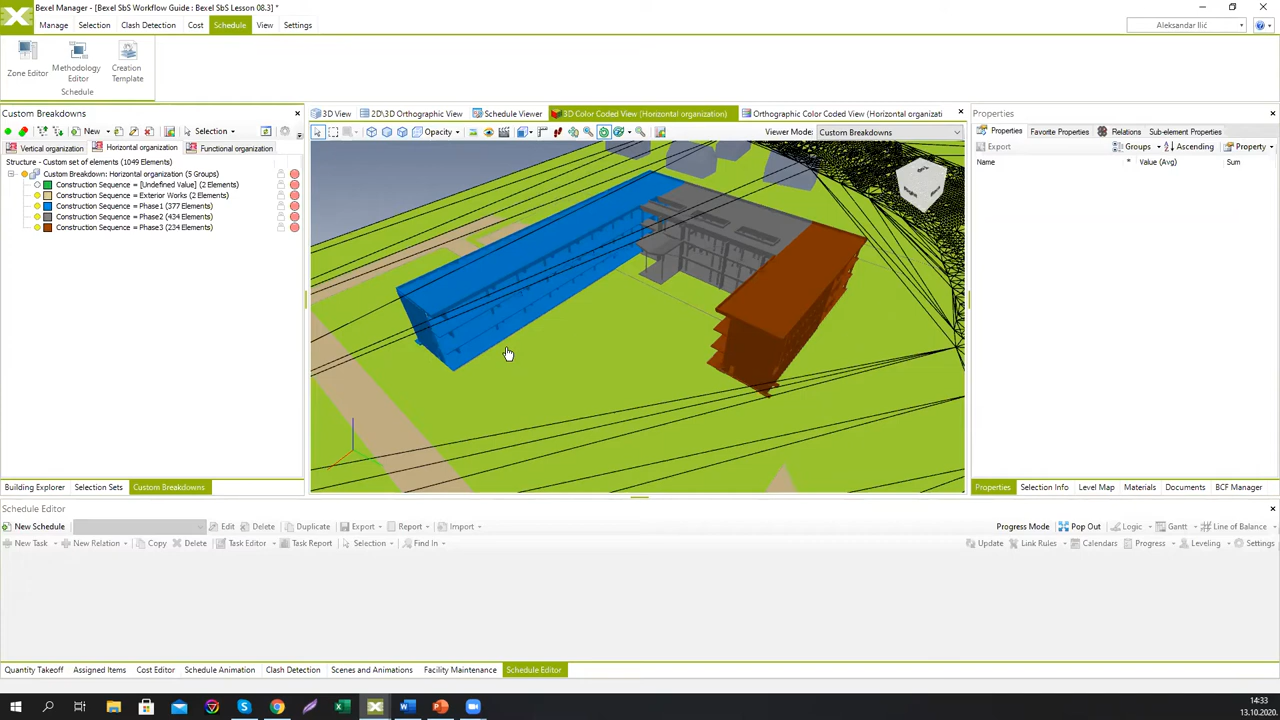 Bexel Manager - [Bexel SbS Workflow Guide : Bexel SbS Lesson 08.3] *
Manage Selection Clash Detection Cost Schedule View Settings Aleksandar Ilić
Zone Editor Methodology Editor Creation Template
Schedule
Custom Breakdowns
3D View 2D\3D Orthographic View Schedule Viewer 3D Color Coded View (Horizontal organization) Orthographic Color Coded View (Horizontal organizati
Properties Favorite Properties Relations Sub-element Properties
New Selection
Opacity Viewer Mode: Custom Breakdowns
Export Groups Ascending Property
Vertical organization Horizontal organization Functional organization
Name * Value (Avg) Sum
Structure - Custom set of elements (1049 Elements)
Custom Breakdown: Horizontal organization (5 Groups)
Construction Sequence = [Undefined Value] (2 Elements)
Construction Sequence = Exterior Works (2 Elements)
Construction Sequence = Phase1 (377 Elements)
Construction Sequence = Phase2 (434 Elements)
Construction Sequence = Phase3 (234 Elements)
Building Explorer Selection Sets Custom Breakdowns
Properties Selection Info Level Map Materials Documents BCF Manager
Schedule Editor
New Schedule Edit Delete Duplicate Export Report Import Progress Mode Pop Out Logic Gantt Line of Balance
New Task New Relation Copy Delete Task Editor Task Report Selection Find In Update Link Rules Calendars Progress Leveling Settings
Quantity Takeoff Assigned Items Cost Editor Schedule Animation Clash Detection Scenes and Animations Facility Maintenance Schedule Editor
14:33
13.10.2020.